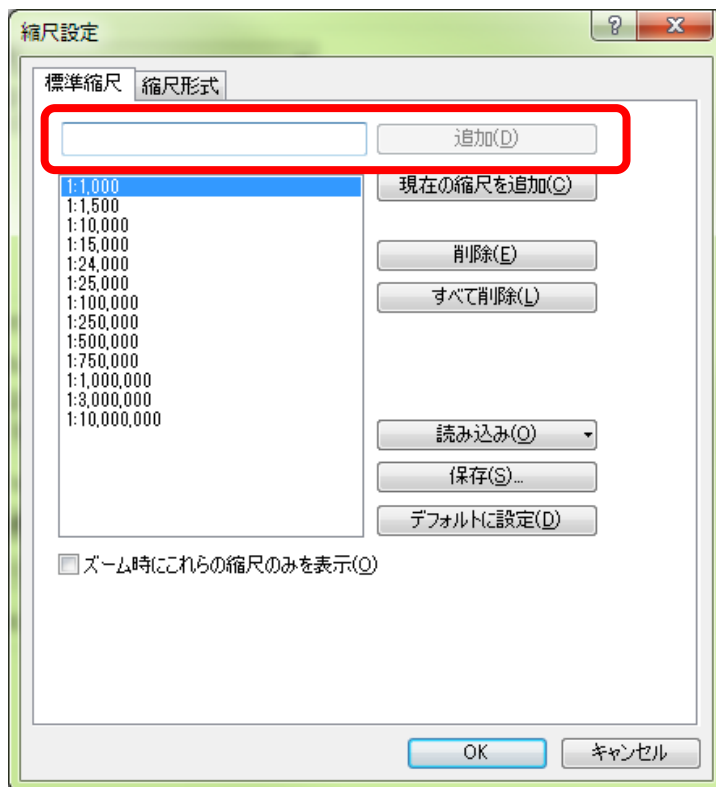 縮尺設定
?
X
標準縮尺 縮尺形式
追加(D)
現在の縮尺を追加(C)
1:1,000
1:1,500
1:10,000
1:15,000
1:24,000
1:25,000
1:100,000
1:250,000
1:500,000
1:750,000
1:1,000,000
1:3,000,000
1:10,000,000
削除(E)
すべて削除(L)
読み込み(O)
保存(S)...
デフォルトに設定(D)
ズーム時にこれらの縮尺のみを表示(O)
OK キャンセル